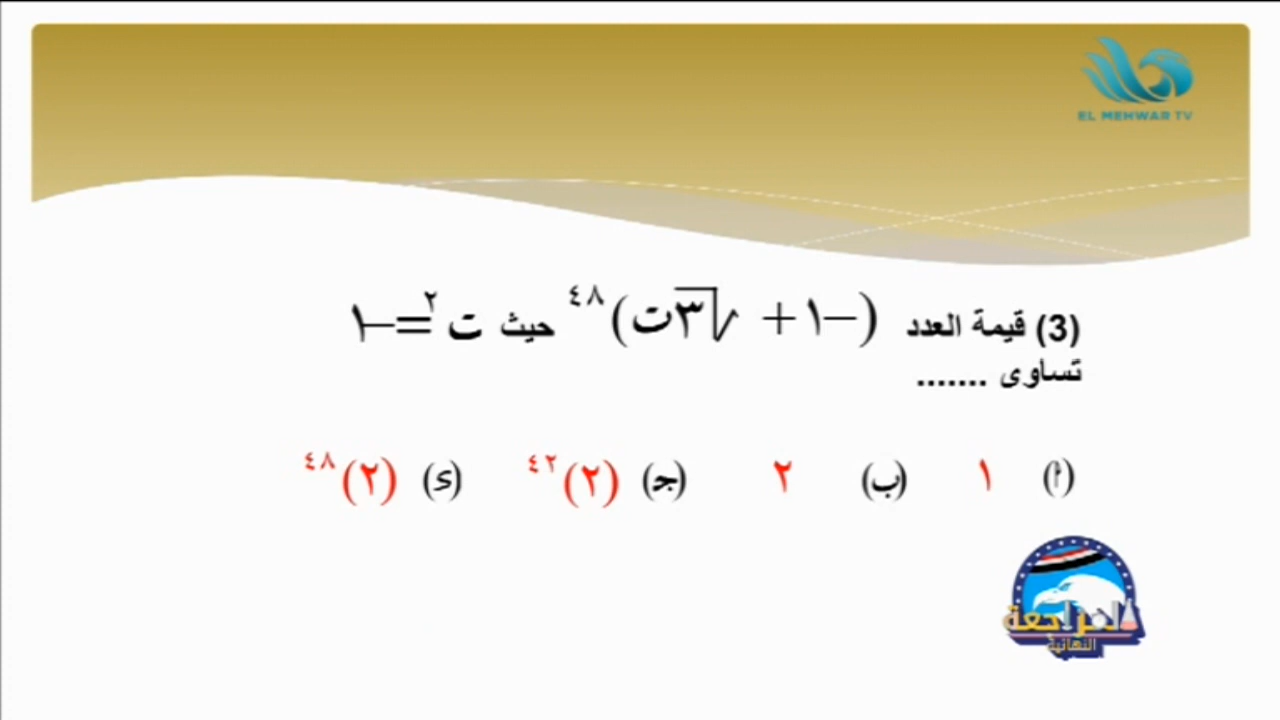 EL MEHWAR TV
(3) قيمة العدد (−١ + √٣ ت)^٤٨ حيث ت^٢ = −١
تساوى .......
(أ) ١ (ب) ٢ (جـ) (٢)^٤٢ (د) (٢)^٤٨
المراجعة
النهائية